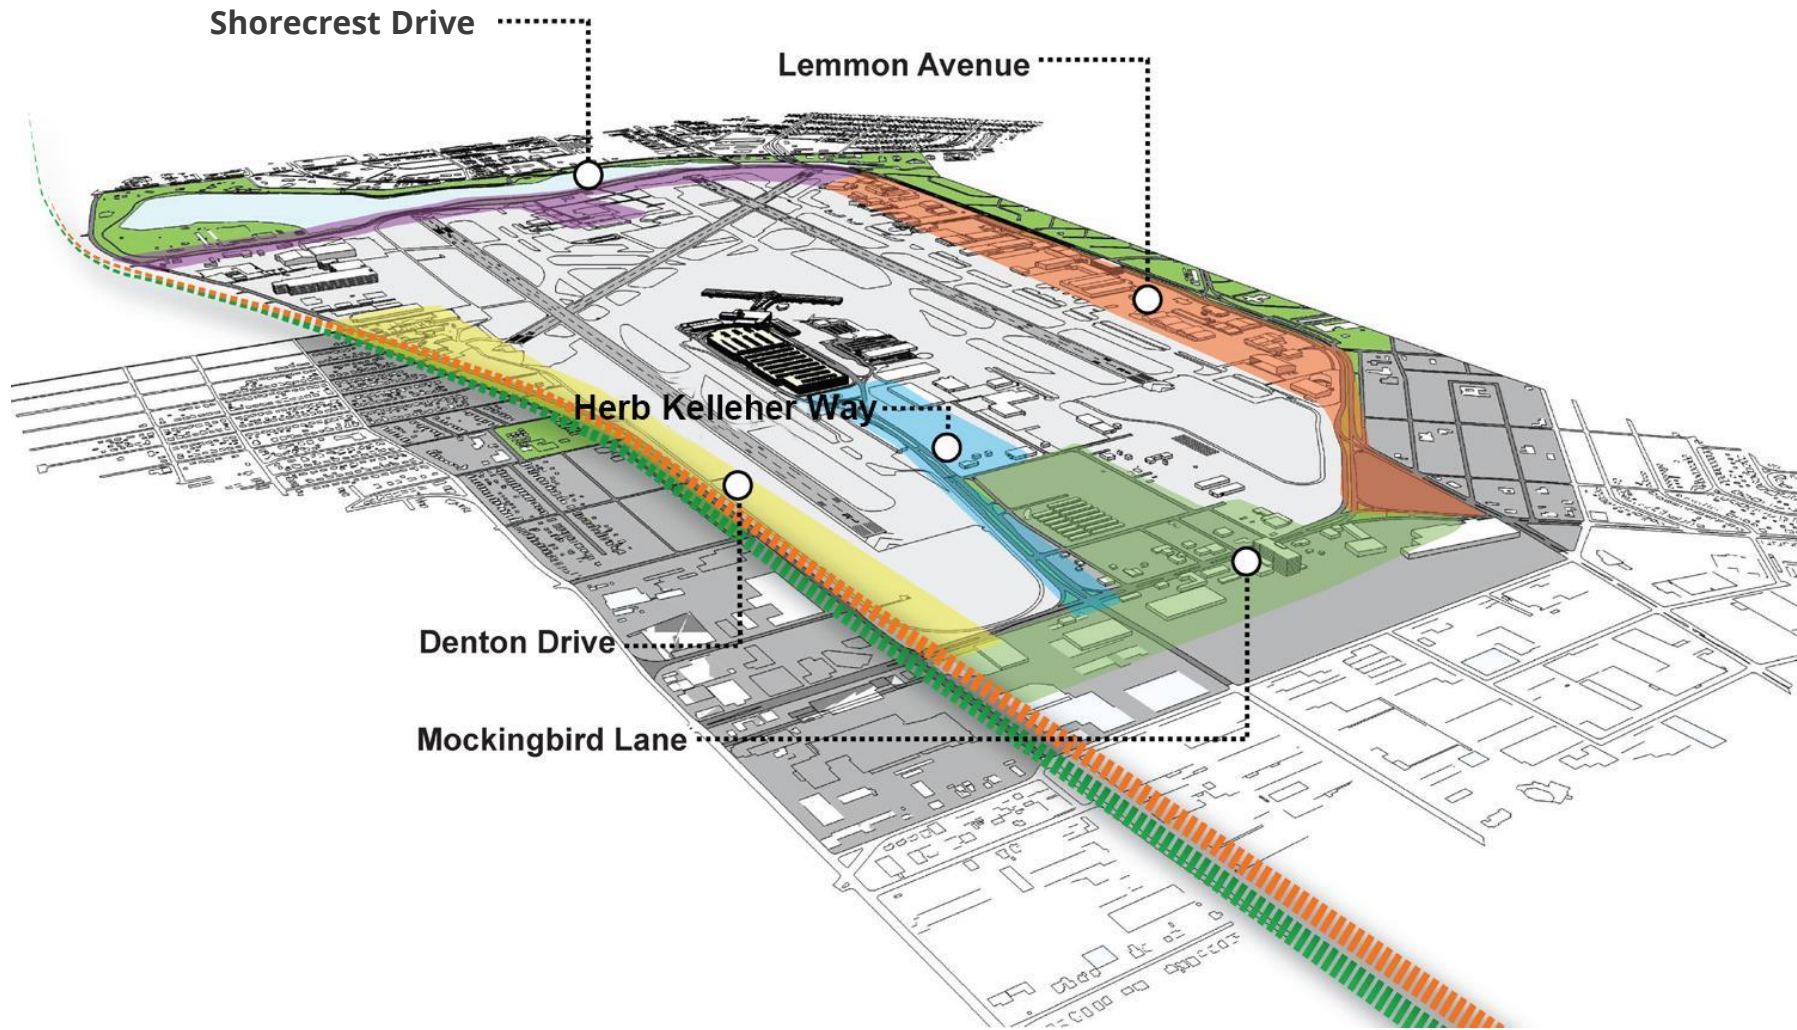 Shorecrest Drive
Lemmon Avenue
Herb Kelleher Way
Denton Drive
Mockingbird Lane